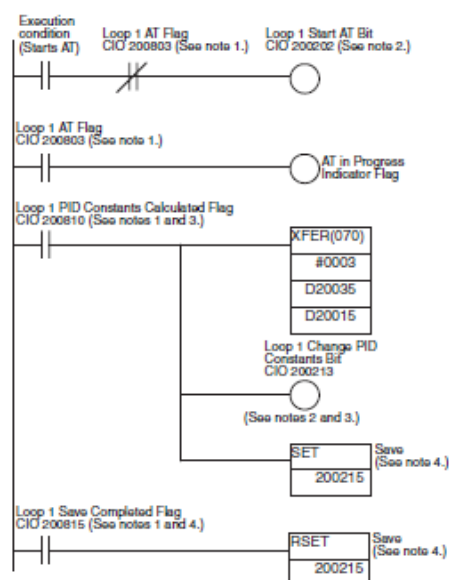 Execution
condition
(Starts AT)
Loop 1 AT Flag
CIO 200803 (See note 1.)
Loop 1 Start AT Bit
CIO 200202 (See note 2.)
Loop 1 AT Flag
CIO 200803 (See note 1.)
AT in Progress
Indicator Flag
Loop 1 PID Constants Calculated Flag
CIO 200810 (See notes 1 and 3.)
XFER(070)
#0003
D20035
D20015
Loop 1 Change PID
Constants Bit
CIO 200213
(See notes 2 and 3.)
SET
200215
Save
(See note 4.)
Loop 1 Save Completed Flag
CIO 200815 (See notes 1 and 4.)
RSET
200215
Save
(See note 4.)